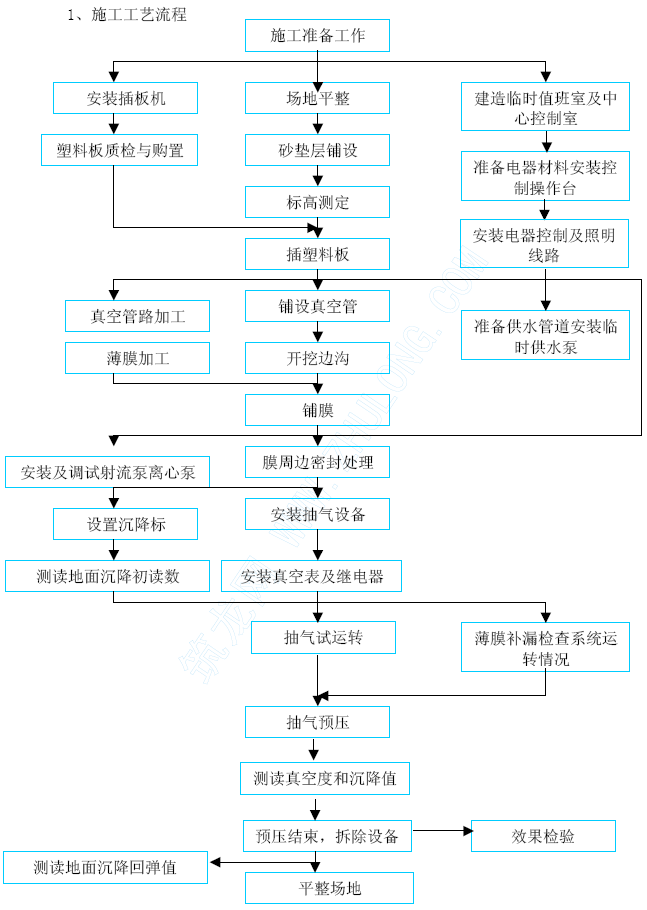 1、施工工艺流程
施工准备工作
安装插板机
场地平整
建造临时值班室及中
心控制室
塑料板质检与购置
砂垫层铺设
准备电器材料安装控
制操作台
标高测定
安装电器控制及照明
线路
插塑料板
真空管路加工
铺设真空管
准备供水管道安装临
时供水泵
薄膜加工
开挖边沟
铺膜
安装及调试射流泵离心泵
膜周边密封处理
设置沉降标
安装抽气设备
测读地面沉降初读数
安装真空表及继电器
抽气试运转
薄膜补漏检查系统运
转情况
抽气预压
测读真空度和沉降值
预压结束，拆除设备
效果检验
测读地面沉降回弹值
平整场地
筑龙网 WWW.ZHULONG.COM